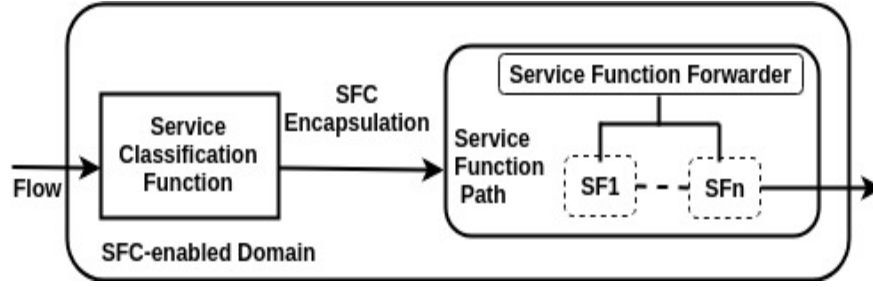 Flow
Service
Classification
Function
SFC
Encapsulation
Service Function Forwarder
Service
Function
Path
SF1
SFn
SFC-enabled Domain